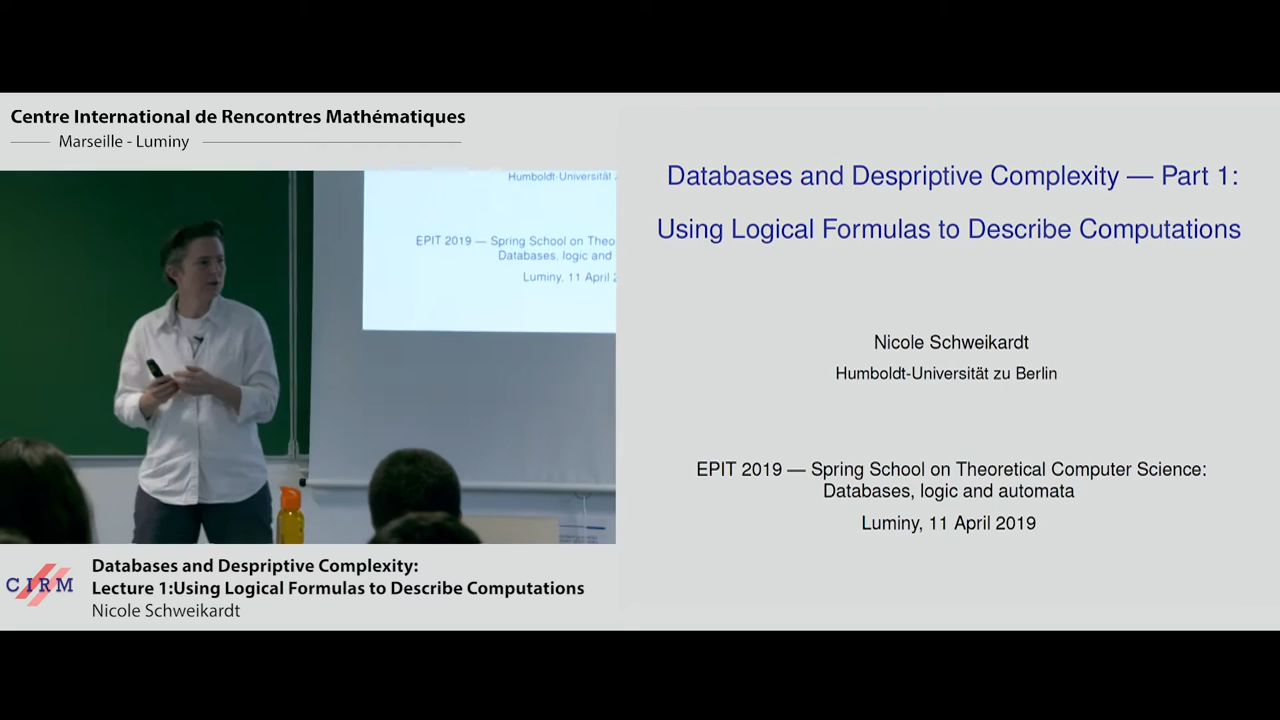 Centre International de Rencontres Mathématiques
Marseille - Luminy
Humboldt-Universität
EPIT 2019 — Spring School on Theo
Databases, logic and
Luminy, 11 April 2
CIRM
Databases and Despriptive Complexity:
Lecture 1:Using Logical Formulas to Describe Computations
Nicole Schweikardt
Databases and Despriptive Complexity — Part 1:
Using Logical Formulas to Describe Computations
Nicole Schweikardt
Humboldt-Universität zu Berlin
EPIT 2019 — Spring School on Theoretical Computer Science:
Databases, logic and automata
Luminy, 11 April 2019